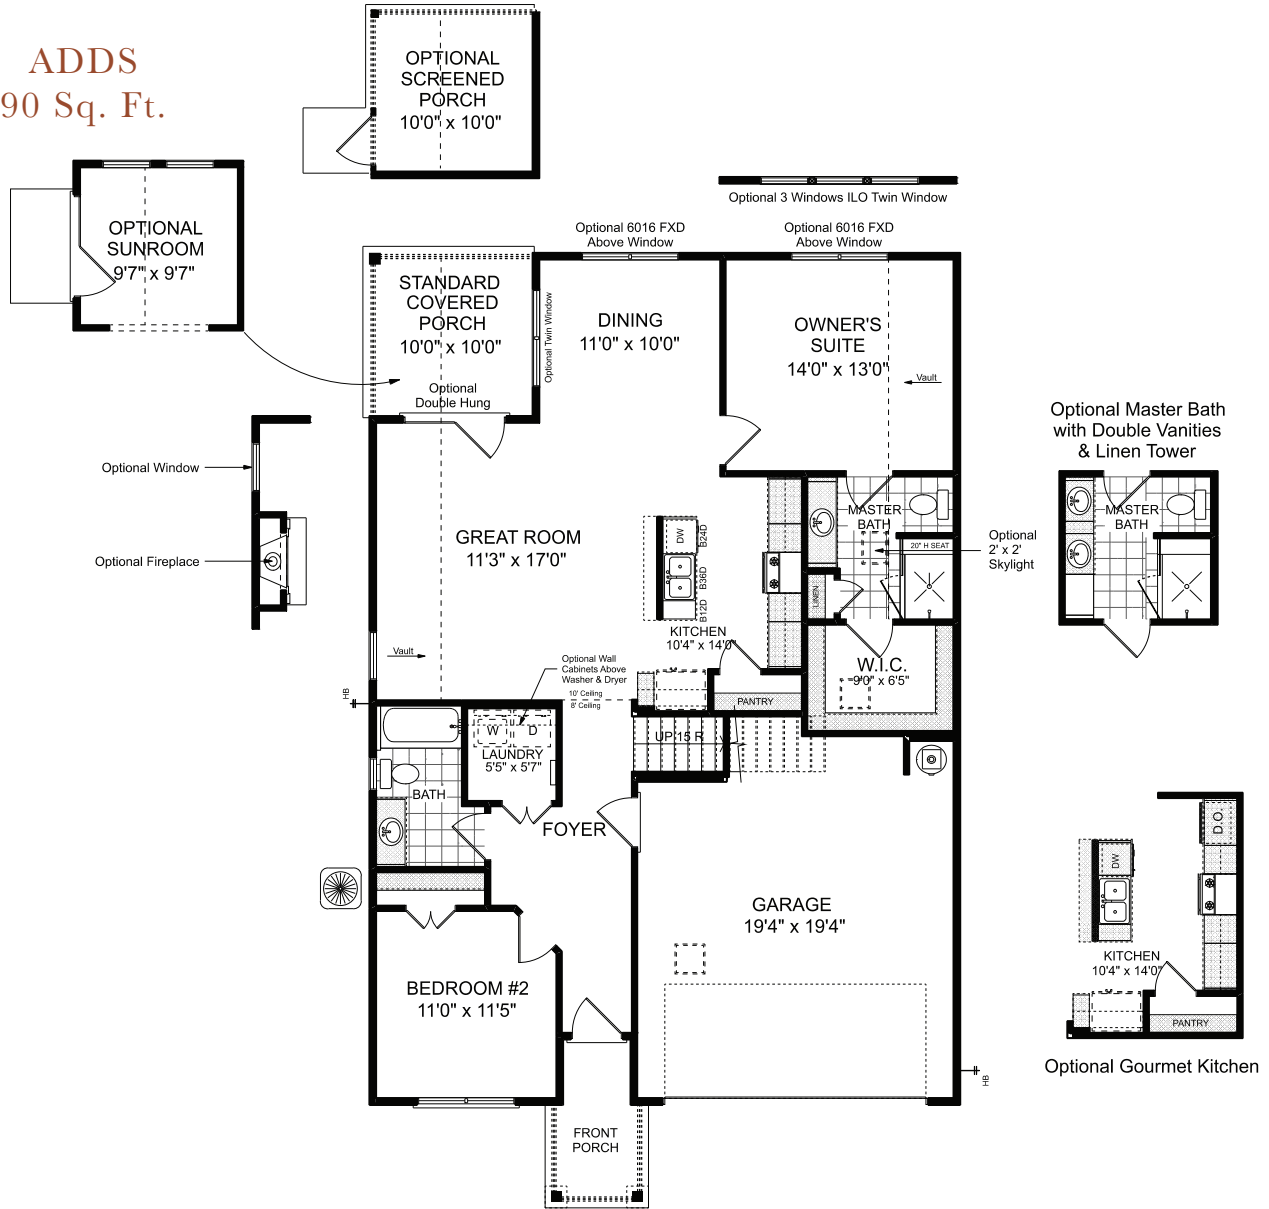 ADDS
90 Sq. Ft.
OPTIONAL
SCREENED
PORCH
10'0" x 10'0"
OPTIONAL
SUNROOM
9'7" x 9'7"
Optional 3 Windows ILO Twin Window
Optional 6016 FXD
Above Window
Optional 6016 FXD
Above Window
STANDARD
COVERED
PORCH
10'0" x 10'0"
Optional
Double Hung
Optional Twin Window
DINING
11'0" x 10'0"
OWNER'S
SUITE
14'0" x 13'0"
Vault
Optional Master Bath
with Double Vanities
& Linen Tower
MASTER
BATH
Optional Window
Optional Fireplace
GREAT ROOM
11'3" x 17'0"
Vault
DW
B24D
B36D
B12D
KITCHEN
10'4" x 14'0"
MASTER
BATH
20" H SEAT
LINEN
Optional
2' x 2'
Skylight
W.I.C.
9'0" x 6'5"
PANTRY
Optional Wall
Cabinets Above
Washer & Dryer
10' Ceiling
8' Ceiling
HB
W
D
LAUNDRY
5'5" x 5'7"
UP 15 R
BATH
FOYER
GARAGE
19'4" x 19'4"
BEDROOM #2
11'0" x 11'5"
FRONT
PORCH
HB
D.O.
DW
KITCHEN
10'4" x 14'0"
PANTRY
Optional Gourmet Kitchen